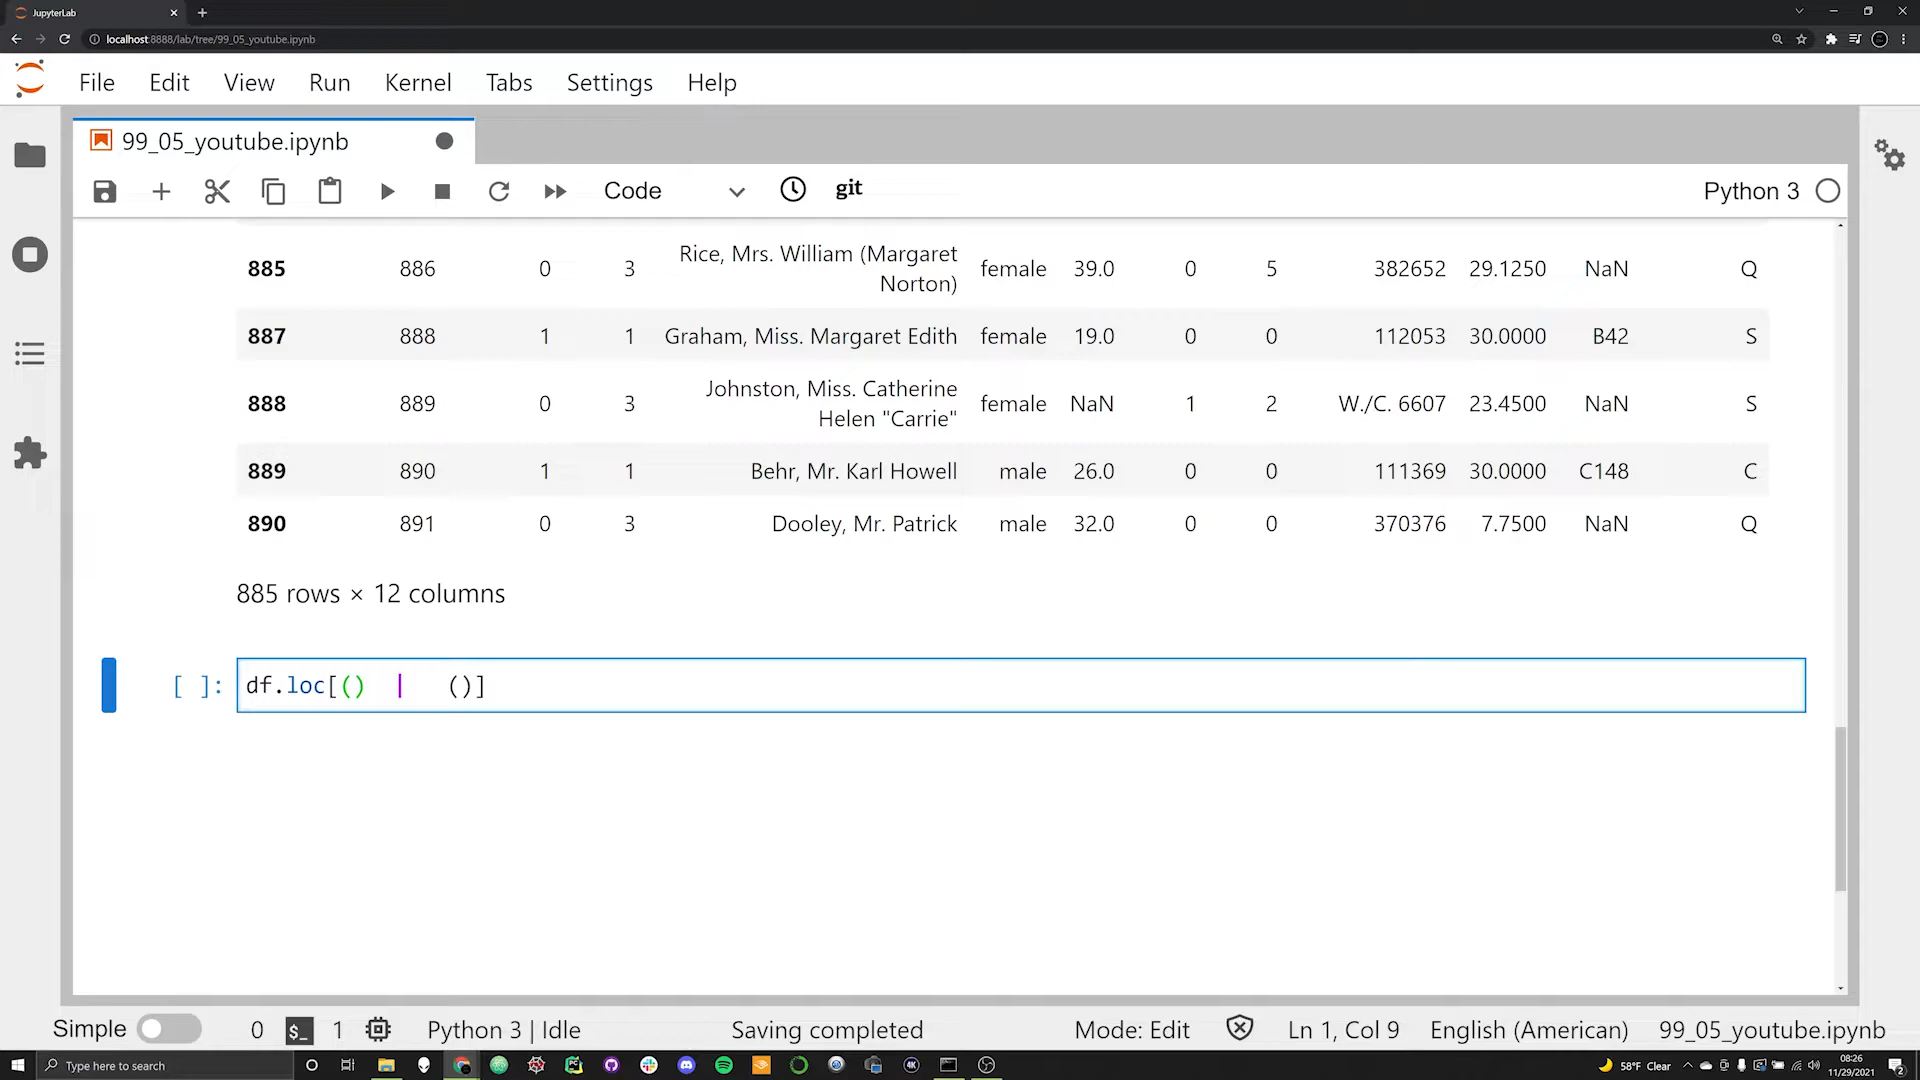 JupyterLab
localhost:8888/lab/tree/99_05_youtube.ipynb
File Edit View Run Kernel Tabs Settings Help
99_05_youtube.ipynb
Code git Python 3
885 886 0 3 Rice, Mrs. William (Margaret Norton) female 39.0 0 5 382652 29.1250 NaN Q
887 888 1 1 Graham, Miss. Margaret Edith female 19.0 0 0 112053 30.0000 B42 S
888 889 0 3 Johnston, Miss. Catherine Helen "Carrie" female NaN 1 2 W./C. 6607 23.4500 NaN S
889 890 1 1 Behr, Mr. Karl Howell male 26.0 0 0 111369 30.0000 C148 C
890 891 0 3 Dooley, Mr. Patrick male 32.0 0 0 370376 7.7500 NaN Q
885 rows × 12 columns
[ ]: df.loc[() | ()]
Simple 0 $_ 1 Python 3 | Idle Saving completed Mode: Edit Ln 1, Col 9 English (American) 99_05_youtube.ipynb
Type here to search 58°F Clear 08:26
11/29/2021